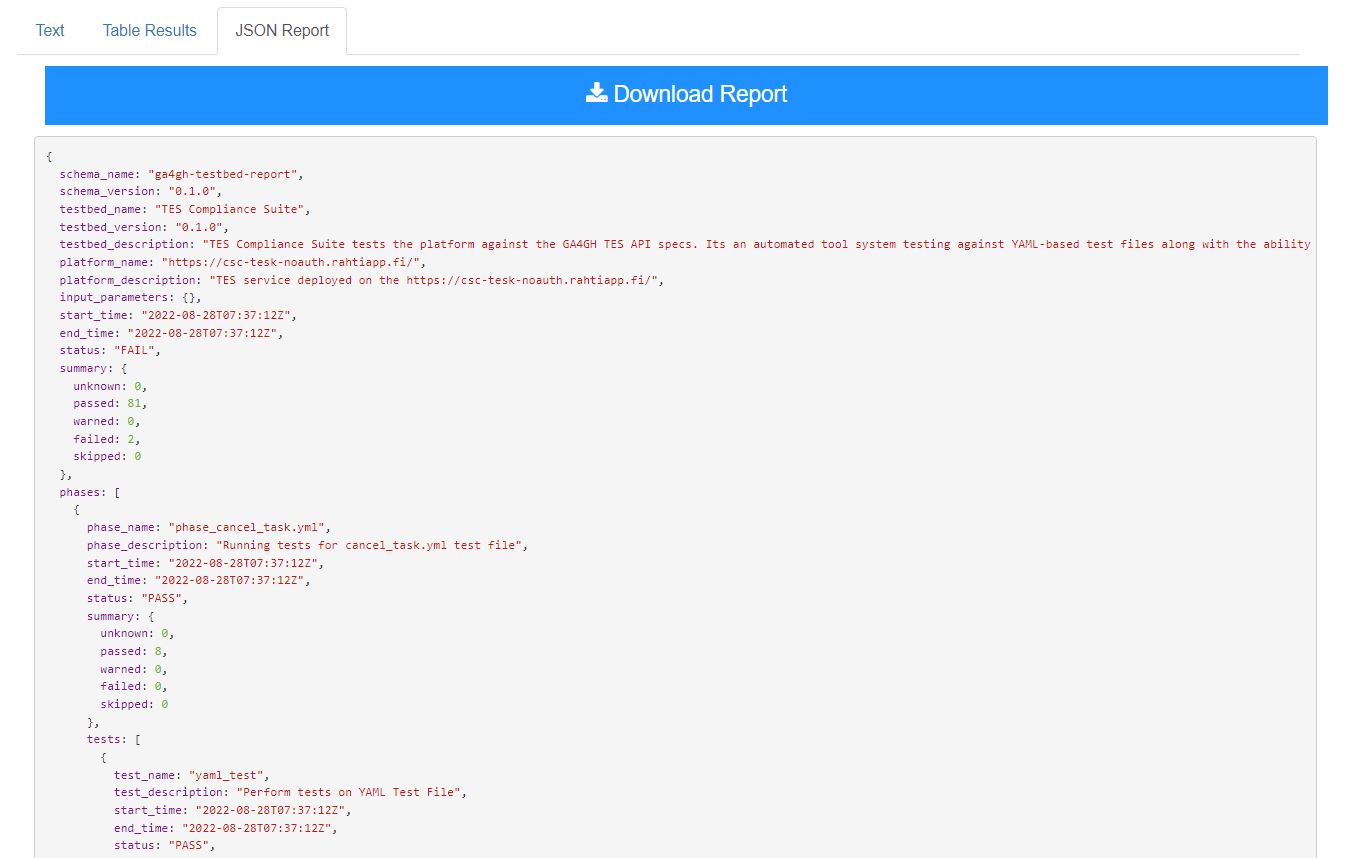 Text
Table Results
JSON Report
Download Report
{
schema_name: "ga4gh-testbed-report",
schema_version: "0.1.0",
testbed_name: "TES Compliance Suite",
testbed_version: "0.1.0",
testbed_description: "TES Compliance Suite tests the platform against the GA4GH TES API specs. Its an automated tool system testing against YAML-based test files along with the ability
platform_name: "https://csc-tesk-noauth.rahtiapp.fi/",
platform_description: "TES service deployed on the https://csc-tesk-noauth.rahtiapp.fi/",
input_parameters: {},
start_time: "2022-08-28T07:37:12Z",
end_time: "2022-08-28T07:37:12Z",
status: "FAIL",
summary: {
unknown: 0,
passed: 81,
warned: 0,
failed: 2,
skipped: 0
},
phases: [
{
phase_name: "phase_cancel_task.yml",
phase_description: "Running tests for cancel_task.yml test file",
start_time: "2022-08-28T07:37:12Z",
end_time: "2022-08-28T07:37:12Z",
status: "PASS",
summary: {
unknown: 0,
passed: 8,
warned: 0,
failed: 0,
skipped: 0
},
tests: [
{
test_name: "yaml_test",
test_description: "Perform tests on YAML Test File",
start_time: "2022-08-28T07:37:12Z",
end_time: "2022-08-28T07:37:12Z",
status: "PASS",